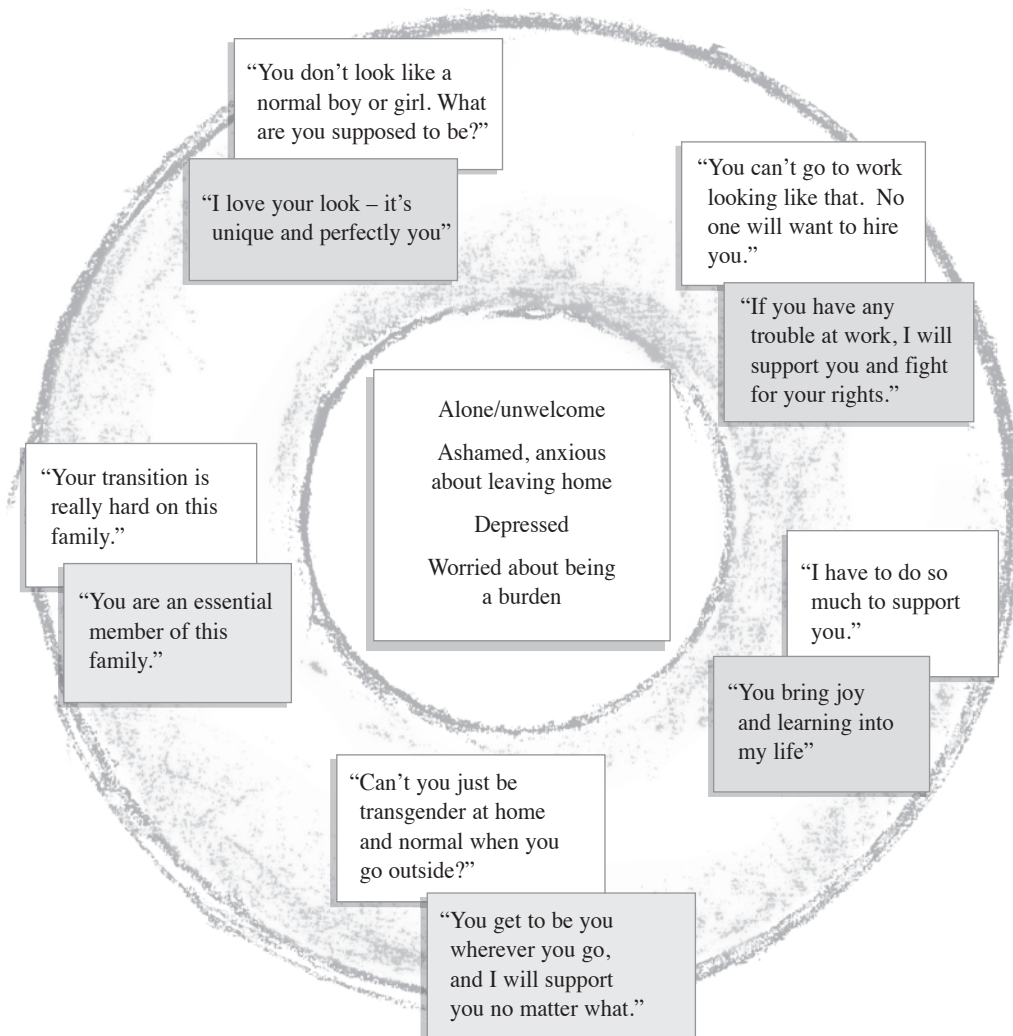 “You don’t look like a
normal boy or girl. What
are you supposed to be?”
“I love your look – it’s
unique and perfectly you”
“You can’t go to work
looking like that.  No
one will want to hire
you.”
“If you have any
trouble at work, I will
support you and fight
for your rights.”
Alone/unwelcome
Ashamed, anxious
about leaving home
Depressed
Worried about being
a burden
“Your transition is
really hard on this
family.”
“You are an essential
member of this
family.”
“I have to do so
much to support
you.”
“You bring joy
and learning into
my life”
“Can’t you just be
transgender at home
and normal when you
go outside?”
“You get to be you
wherever you go,
and I will support
you no matter what.”